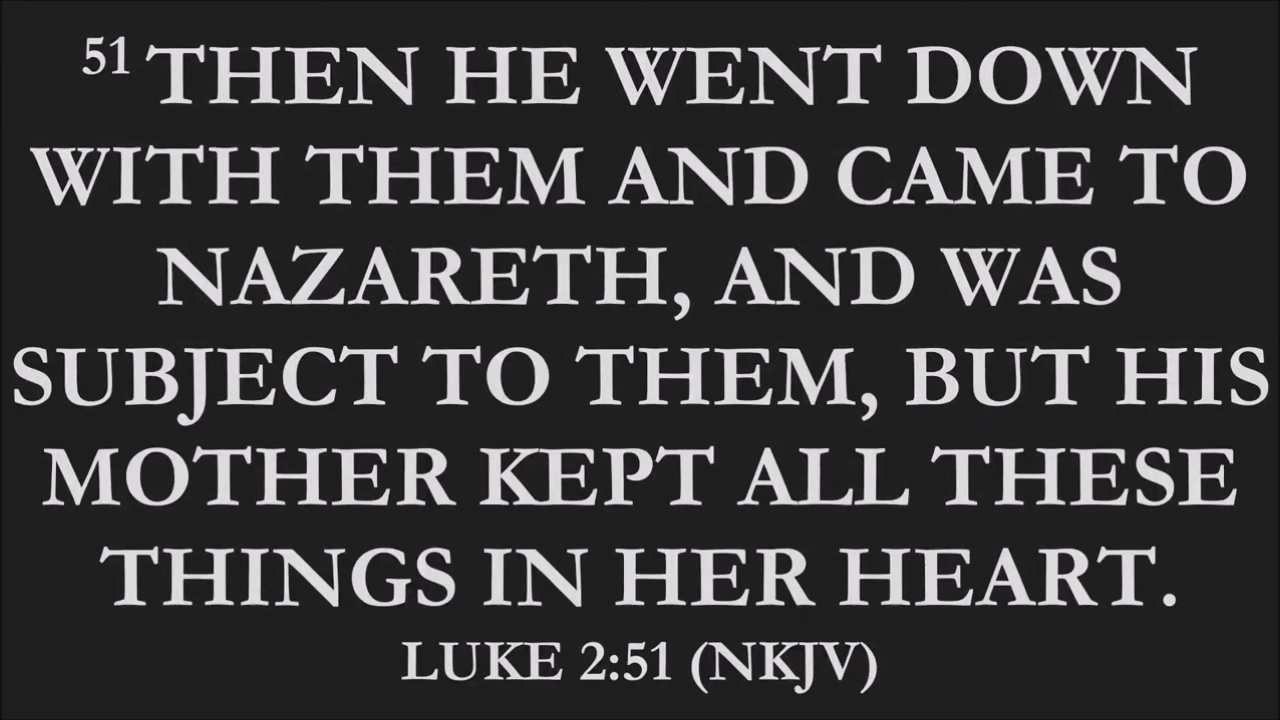 51 THEN HE WENT DOWN
WITH THEM AND CAME TO
NAZARETH, AND WAS
SUBJECT TO THEM, BUT HIS
MOTHER KEPT ALL THESE
THINGS IN HER HEART.
LUKE 2:51 (NKJV)